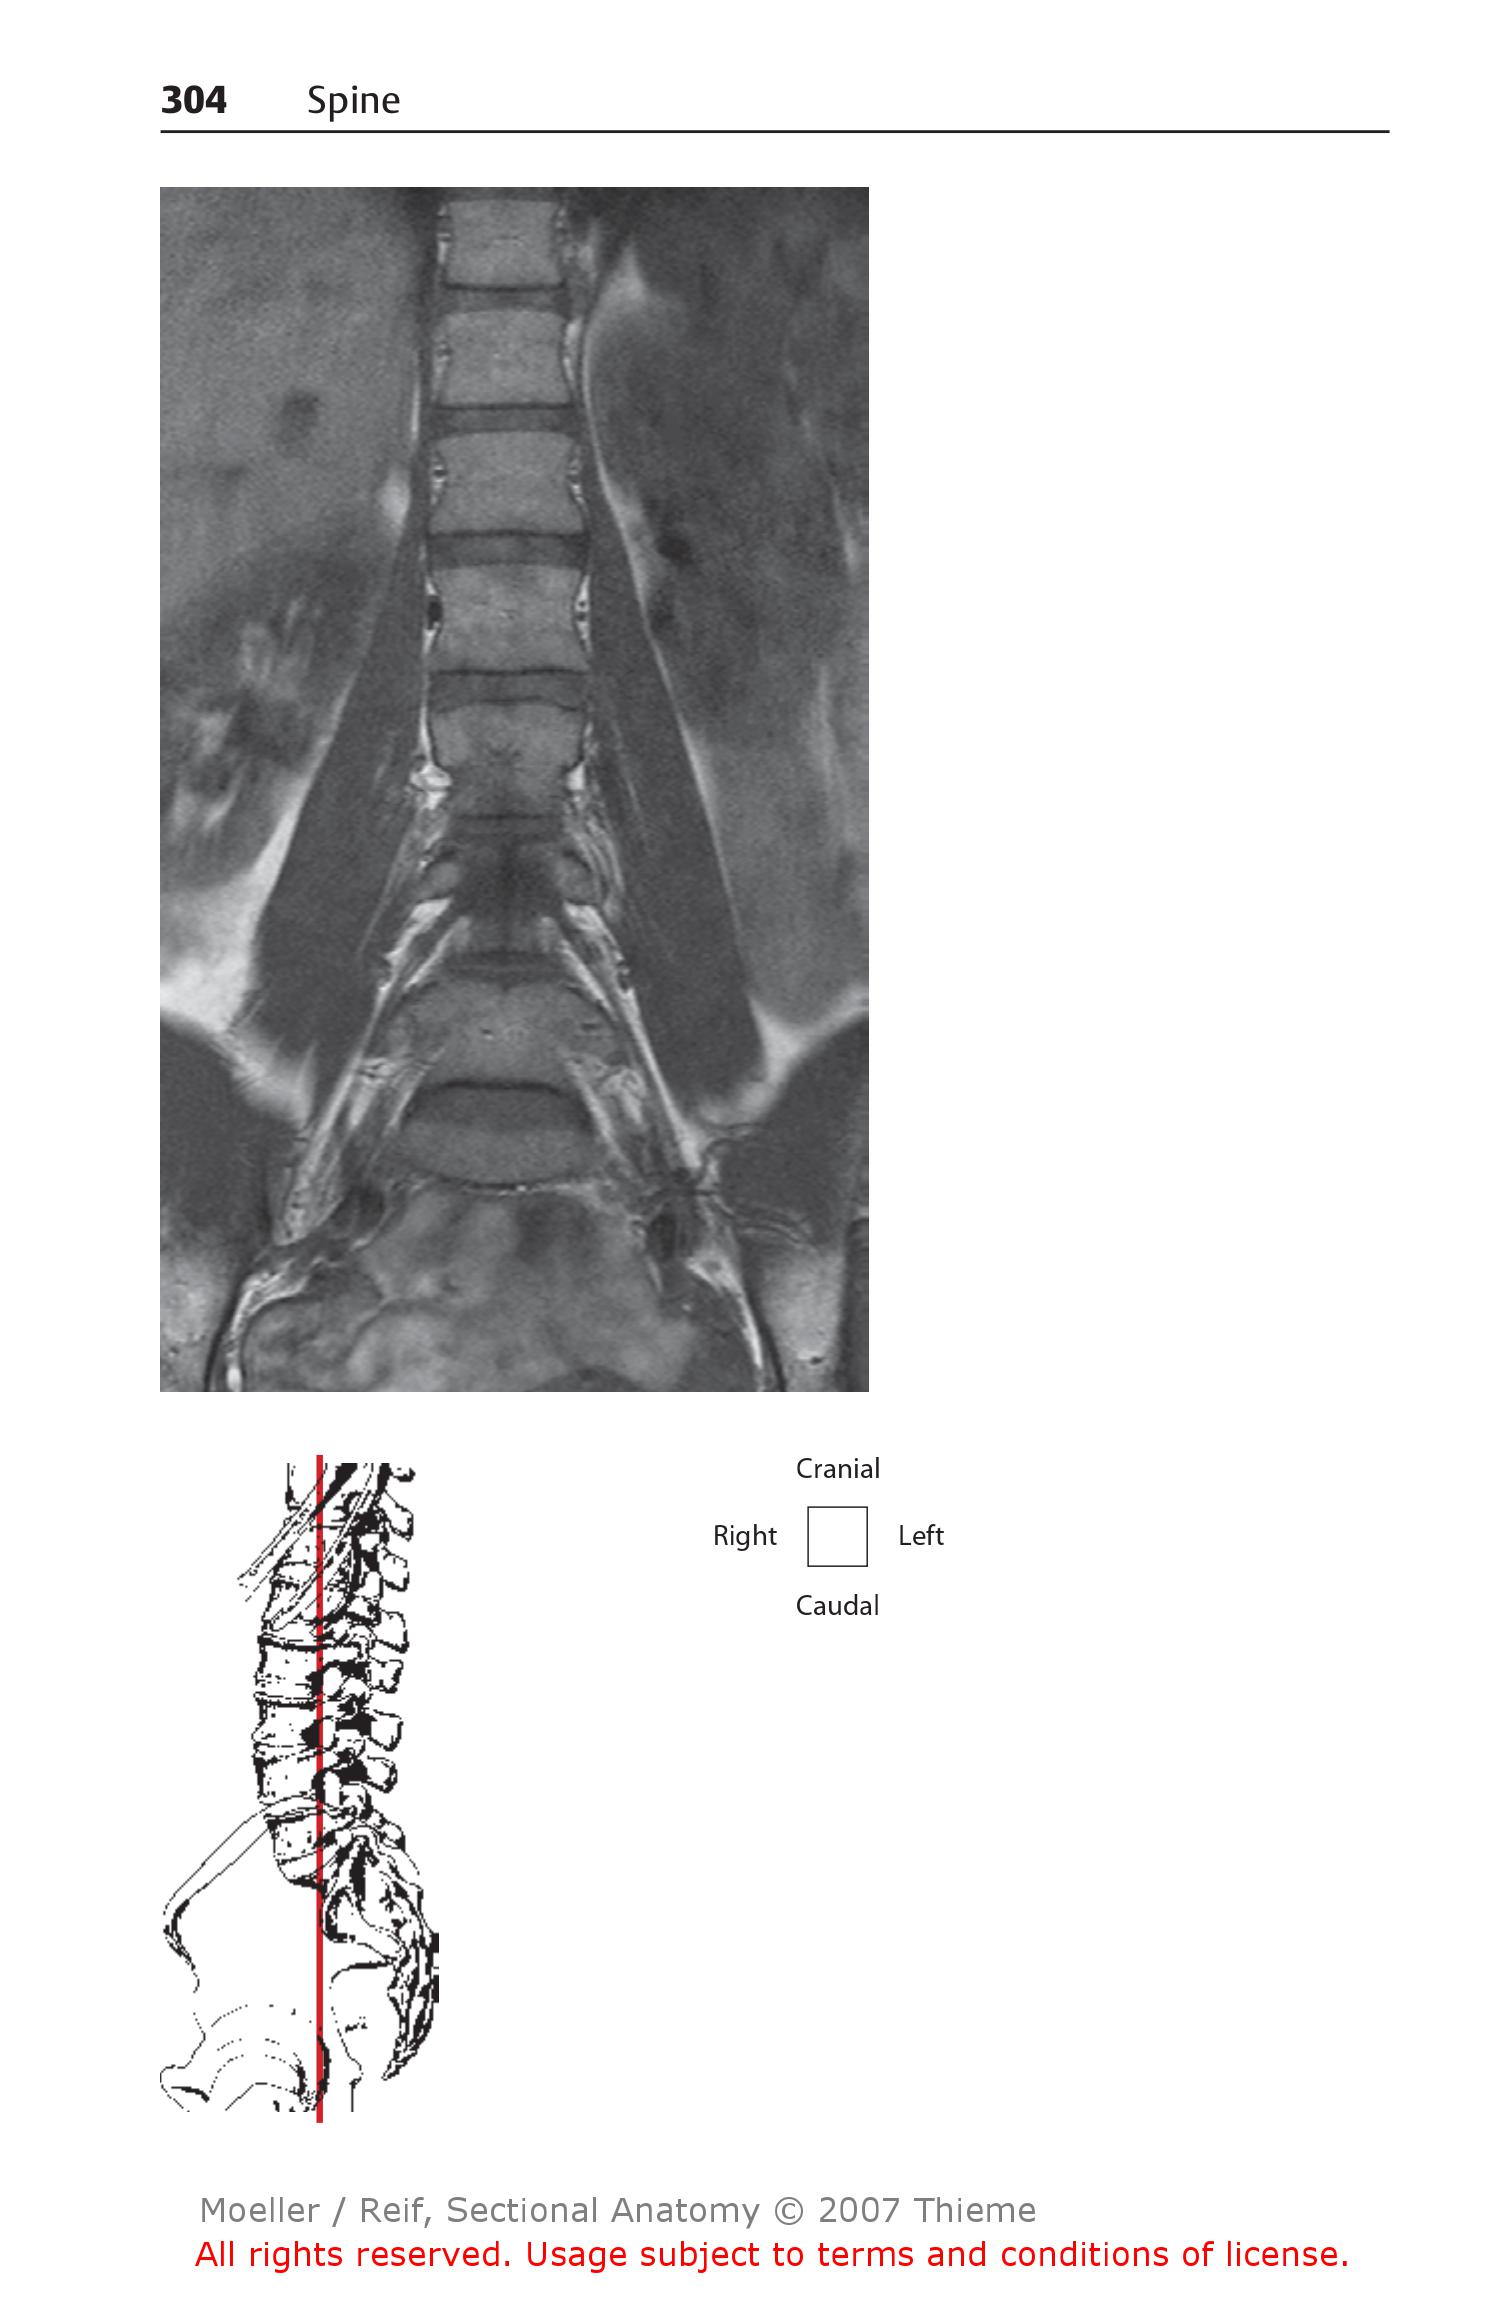 304 Spine
Cranial
Right Left
Caudal
Moeller / Reif, Sectional Anatomy © 2007 Thieme
All rights reserved. Usage subject to terms and conditions of license.